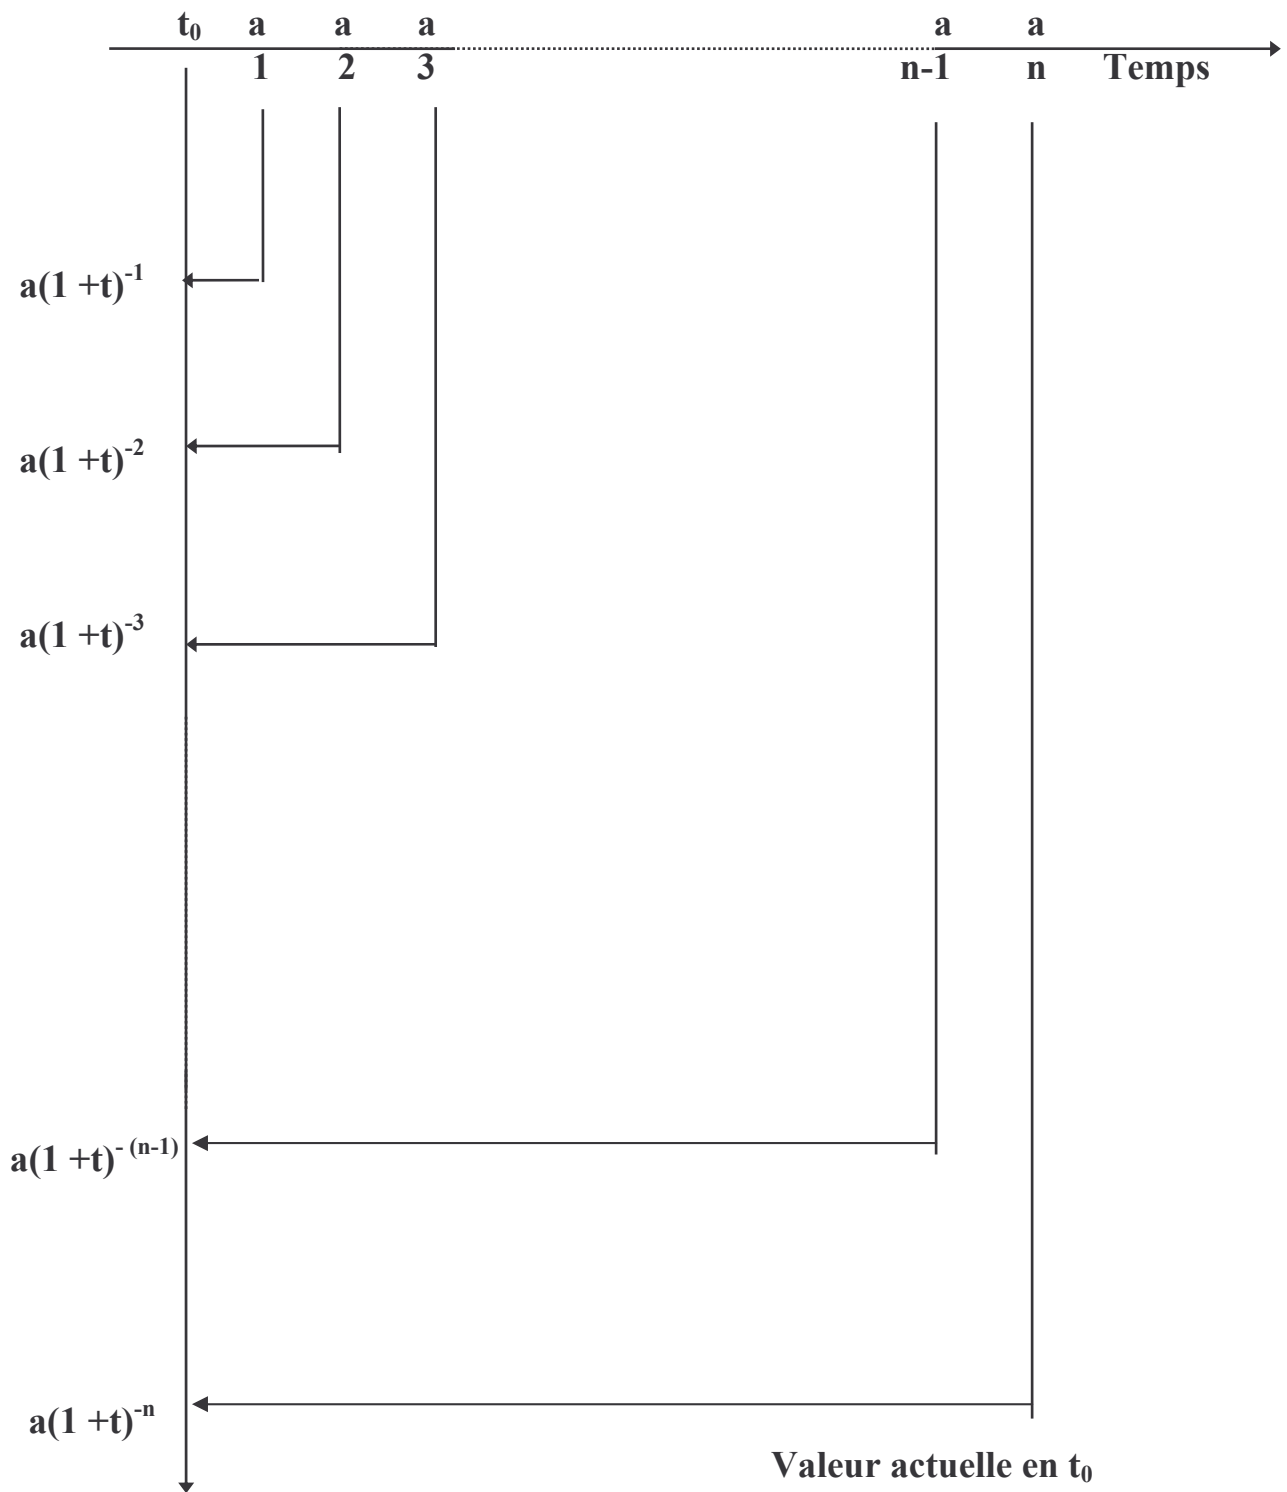 t₀ a a a a a
1 2 3 n-1 n Temps
a(1 +t)⁻¹
a(1 +t)⁻²
a(1 +t)⁻³
a(1 +t)⁻ ⁽ⁿ⁻¹⁾
a(1 +t)⁻ⁿ
Valeur actuelle en t₀